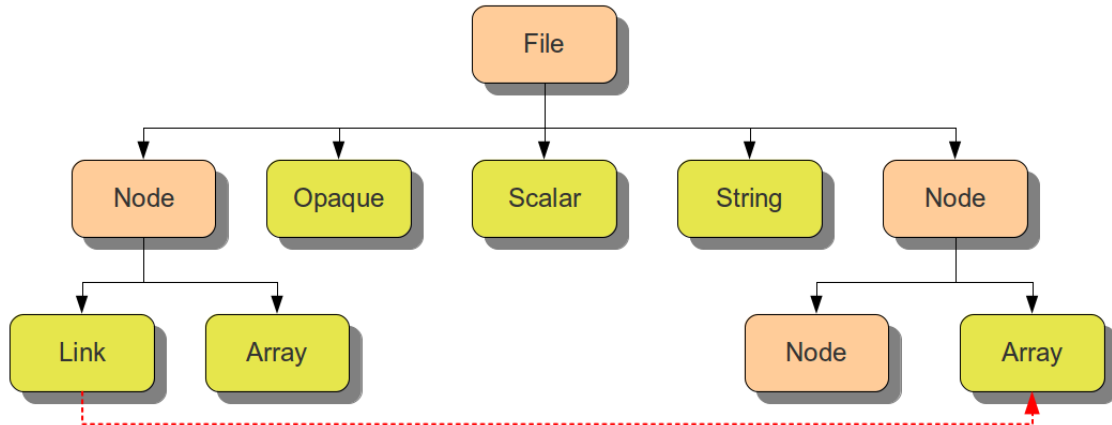 File
Node
Opaque
Scalar
String
Node
Link
Array
Node
Array